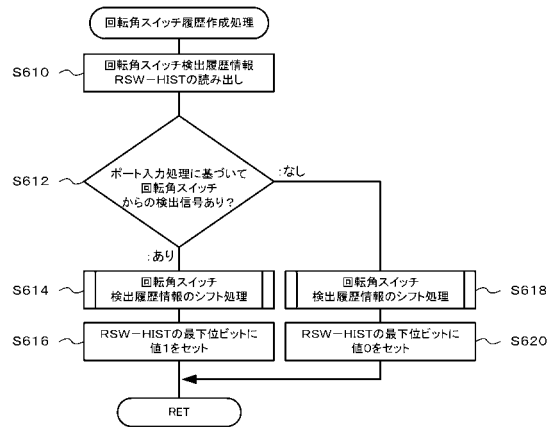 回転角スイッチ履歴作成処理
S610
回転角スイッチ検出履歴情報
RSW－HISTの読み出し
S612
ポート入力処理に基づいて
回転角スイッチ
からの検出信号あり？
:なし
:あり
S614
回転角スイッチ
検出履歴情報のシフト処理
回転角スイッチ
検出履歴情報のシフト処理
S618
S616
RSW－HISTの最下位ビットに
値1をセット
RSW－HISTの最下位ビットに
値0をセット
S620
RET